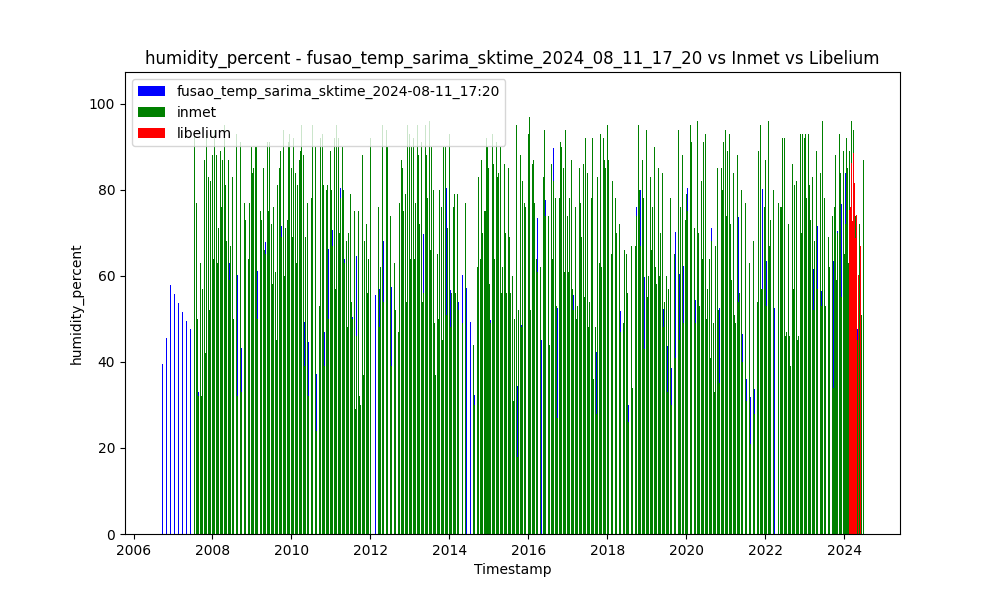 humidity_percent - fusao_temp_sarima_sktime_2024_08_11_17_20 vs Inmet vs Libelium
fusao_temp_sarima_sktime_2024-08-11_17:20
inmet
libelium
humidity_percent
100
80
60
40
20
0
2006 2008 2010 2012 2014 2016 2018 2020 2022 2024
Timestamp